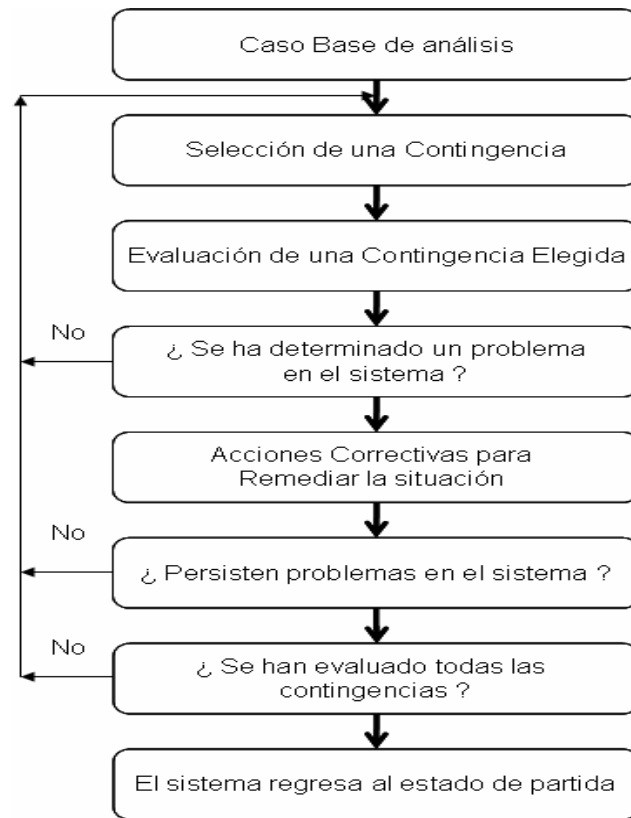 Caso Base de análisis
Selección de una Contingencia
Evaluación de una Contingencia Elegida
No
¿ Se ha determinado un problema
en el sistema ?
Acciones Correctivas para
Remediar la situación
No
¿ Persisten problemas en el sistema ?
No
¿ Se han evaluado todas las
contingencias ?
El sistema regresa al estado de partida